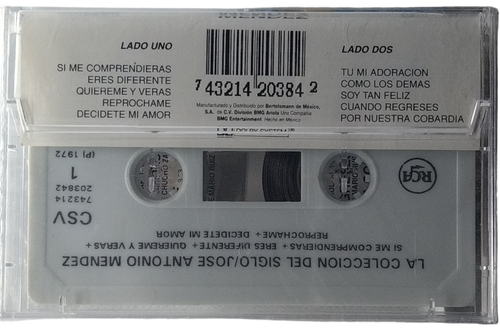 MENDEZ
LADO UNO
SI ME COMPRENDIERAS
ERES DIFERENTE
QUIEREME Y VERAS
REPROCHAME
DECIDETE MI AMOR
7 43214 20384 2
Manufacturado y Distribuido por Bertelsmann de México,
S.A. de C.V. División BMG Ariola Una Compañía
BMG Entertainment. Hecho en México
LADO DOS
TU MI ADORACION
COMO LOS DEMAS
SOY TAN FELIZ
CUANDO REGRESES
POR NUESTRA COBARDIA
LA COLECCION DEL SIGLO/JOSE ANTONIO MENDEZ
SI ME COMPRENDIERAS + ERES DIFERENTE + QUIEREME Y VERAS +
REPROCHAME + DECIDETE MI AMOR
CSV
743214
203842
1
(P) 1972
RCA
CHUCHO ZA